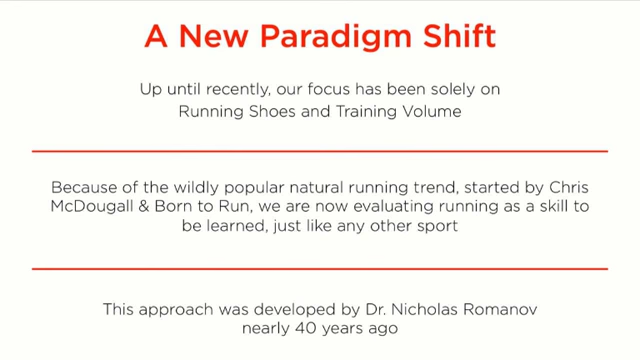 A New Paradigm Shift
Up until recently, our focus has been solely on
Running Shoes and Training Volume
Because of the wildly popular natural running trend, started by Chris
McDougall & Born to Run, we are now evaluating running as a skill to
be learned, just like any other sport
This approach was developed by Dr. Nicholas Romanov
nearly 40 years ago